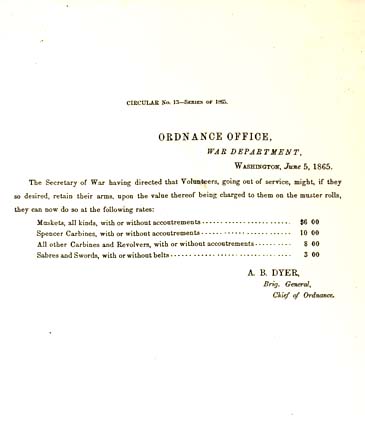 CIRCULAR No. 13—SERIES OF 1865.
ORDNANCE OFFICE,
WAR DEPARTMENT,
WASHINGTON, June 5, 1865.
The Secretary of War having directed that Volunteers, going out of service, might, if they
so desired, retain their arms, upon the value thereof being charged to them on the muster rolls,
they can now do so at the following rates:
Muskets, all kinds, with or without accoutrements $6 00
Spencer Carbines, with or without accoutrements 10 00
All other Carbines and Revolvers, with or without accoutrements 8 00
Sabres and Swords, with or without belts 3 00
A. B. DYER,
Brig. General,
Chief of Ordnance.